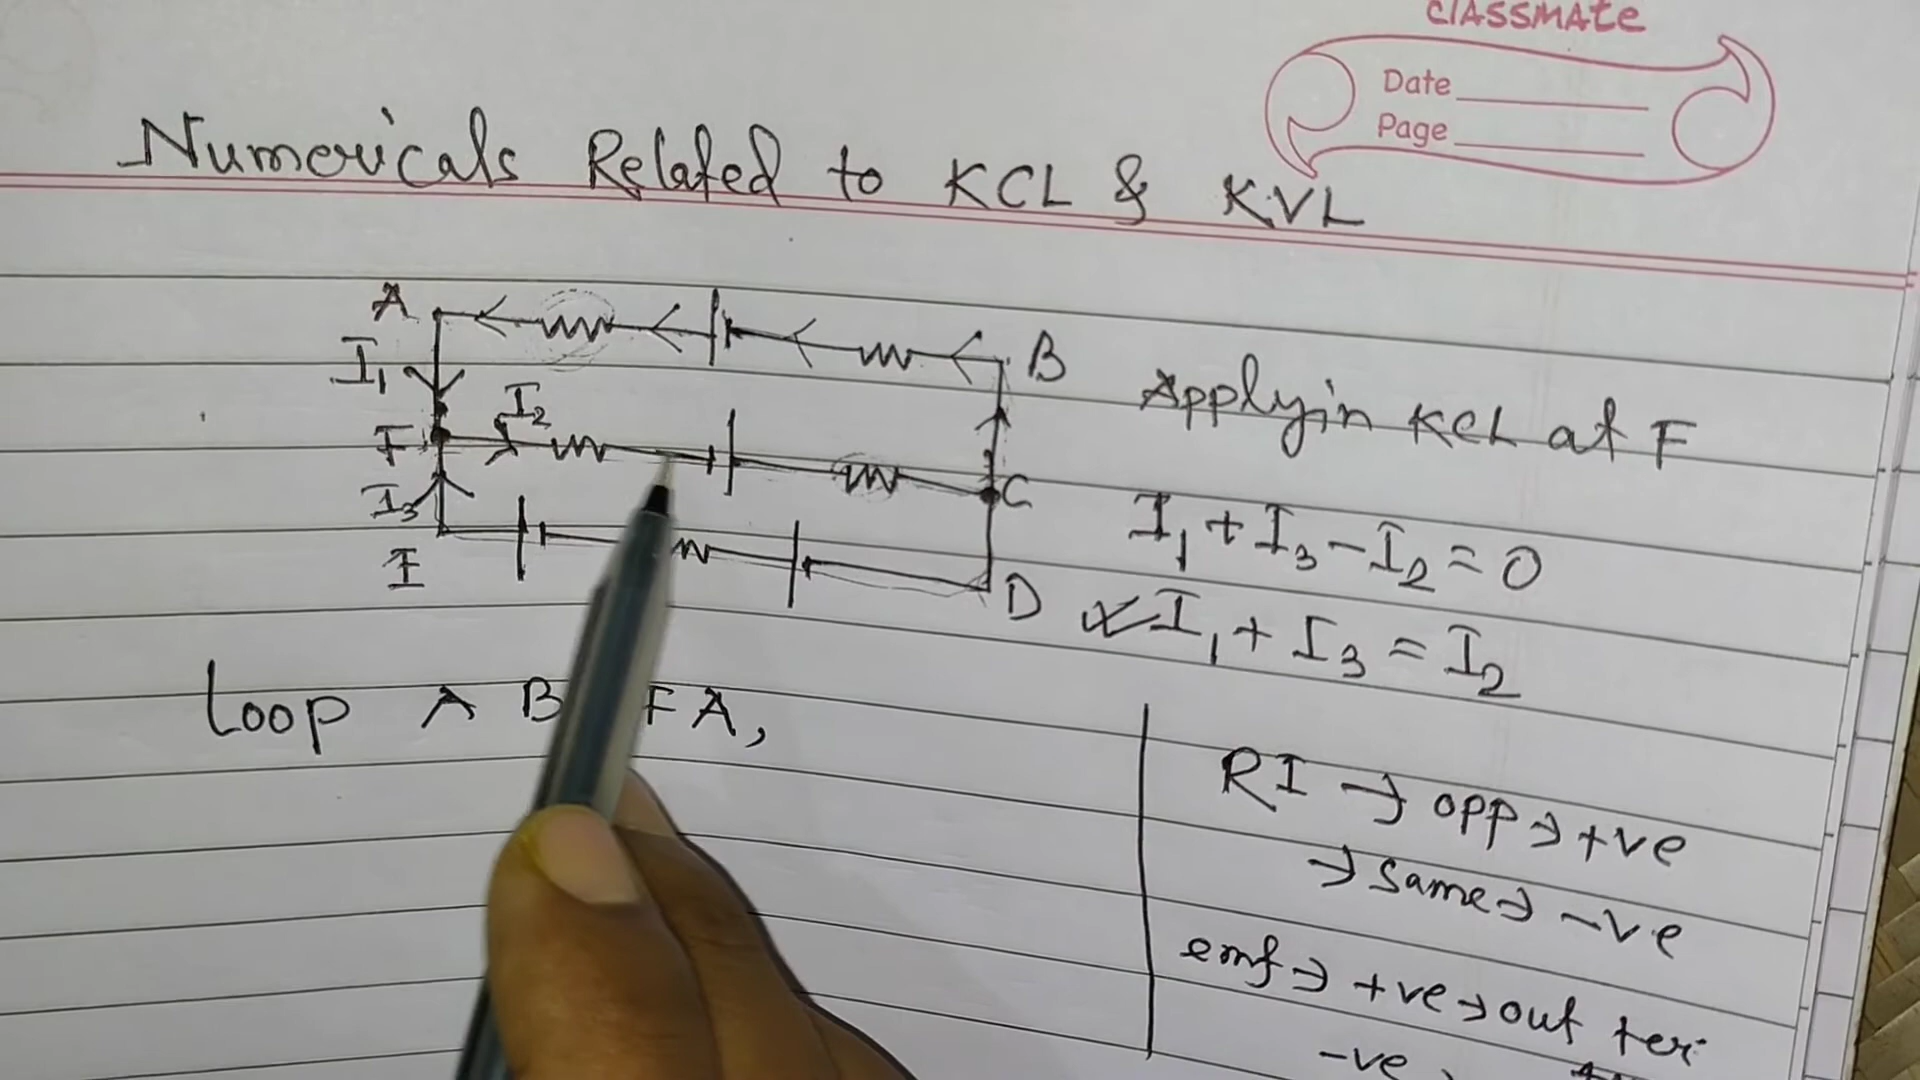 classmate
Date
Page
Numericals Related to KCL & KVL
A
B
I₁
I₂
F
I₃
C
I
D
Applyin KCL at F
I₁ + I₃ - I₂ = 0
I₁ + I₃ = I₂
Loop A B FA,
RI → opp → +ve
→ same → -ve
emf → +ve → out ter
-ve